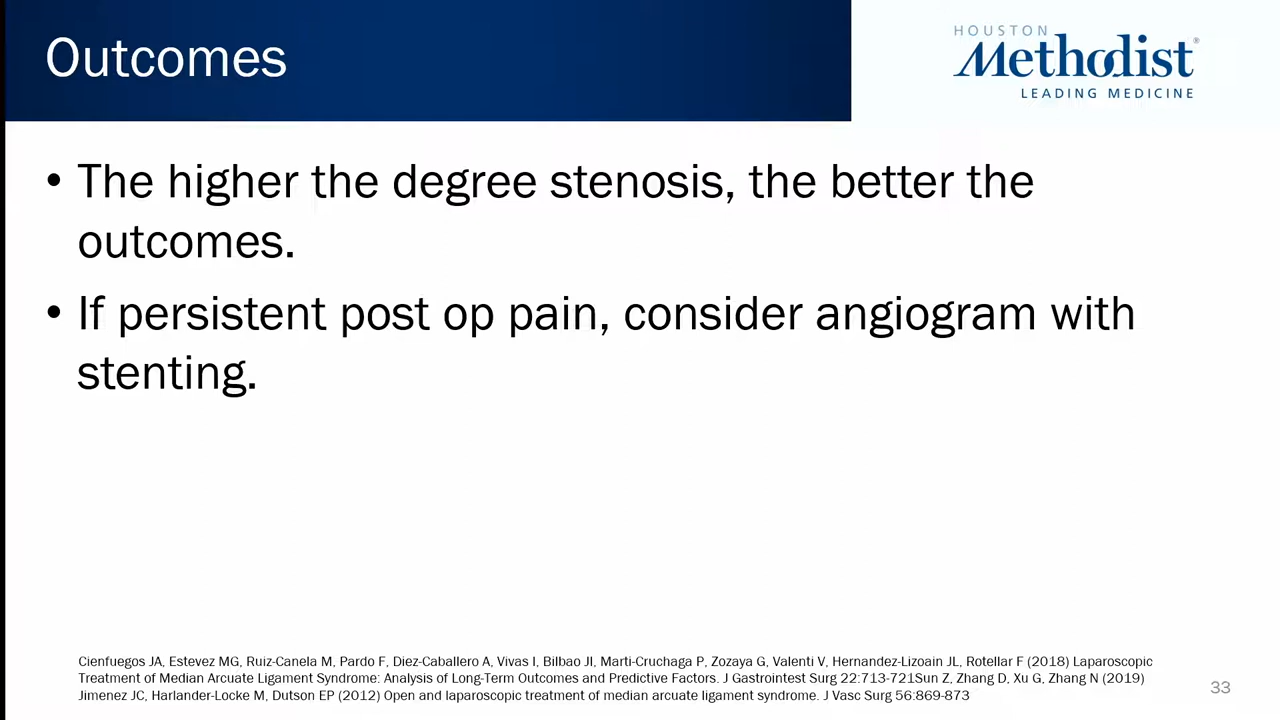 Outcomes
HOUSTON
Methodist®
LEADING MEDICINE
• The higher the degree stenosis, the better the
outcomes.
• If persistent post op pain, consider angiogram with
stenting.
Cienfuegos JA, Estevez MG, Ruiz-Canela M, Pardo F, Diez-Caballero A, Vivas I, Bilbao JI, Marti-Cruchaga P, Zozaya G, Valenti V, Hernandez-Lizoain JL, Rotellar F (2018) Laparoscopic
Treatment of Median Arcuate Ligament Syndrome: Analysis of Long-Term Outcomes and Predictive Factors. J Gastrointest Surg 22:713-721Sun Z, Zhang D, Xu G, Zhang N (2019)
Jimenez JC, Harlander-Locke M, Dutson EP (2012) Open and laparoscopic treatment of median arcuate ligament syndrome. J Vasc Surg 56:869-873
33